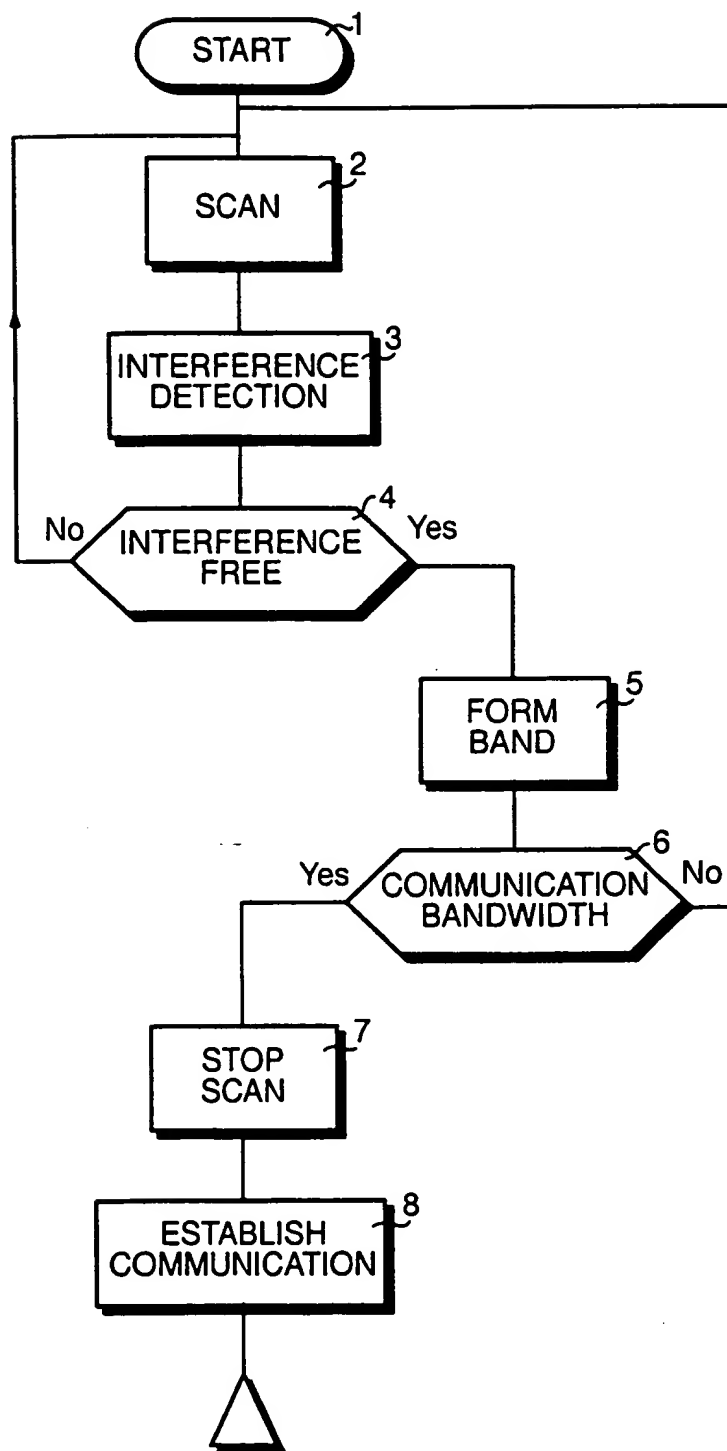 1
START
2
SCAN
3
INTERFERENCE
DETECTION
4
No
INTERFERENCE
FREE
Yes
5
FORM
BAND
6
Yes
COMMUNICATION
BANDWIDTH
No
7
STOP
SCAN
8
ESTABLISH
COMMUNICATION